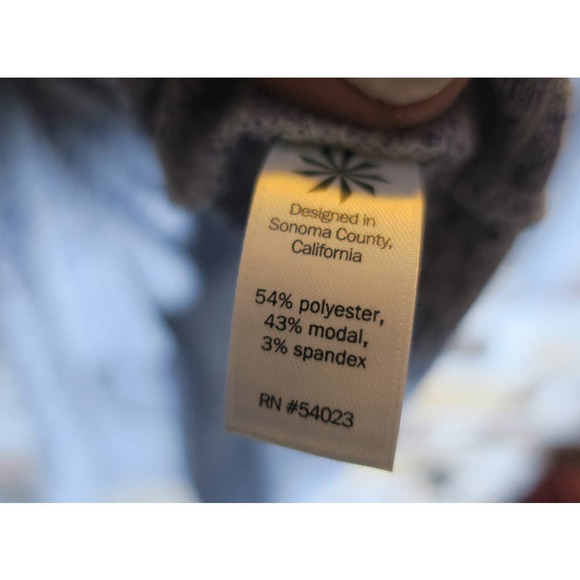 Designed in
Sonoma County,
California
54% polyester,
43% modal,
3% spandex
RN #54023